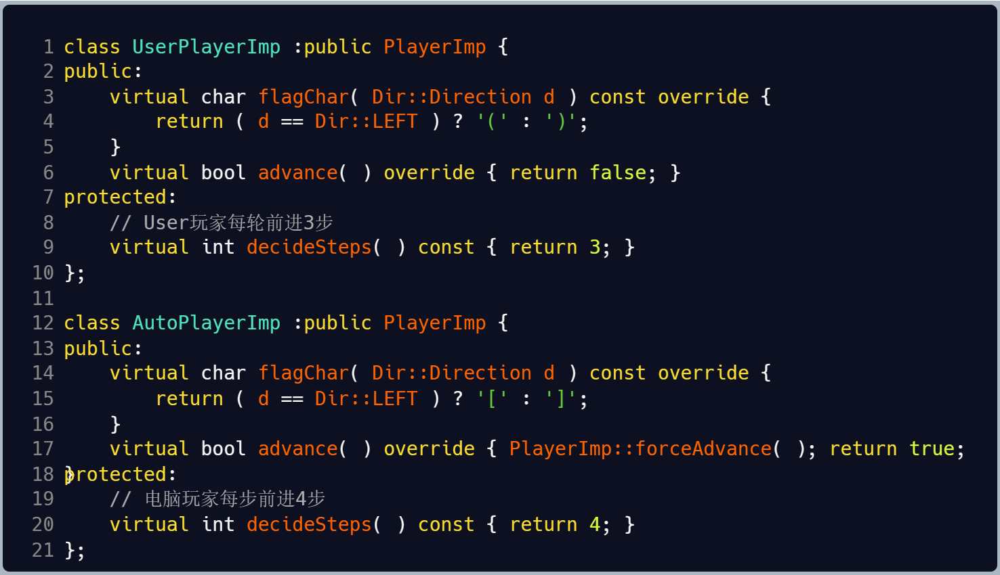 1 class UserPlayerImp :public PlayerImp {
2 public:
3     virtual char flagChar( Dir::Direction d ) const override {
4         return ( d == Dir::LEFT ) ? '(' : ')';
5     }
6     virtual bool advance( ) override { return false; }
7 protected:
8     // User玩家每轮前进3步
9     virtual int decideSteps( ) const { return 3; }
10 };
11
12 class AutoPlayerImp :public PlayerImp {
13 public:
14     virtual char flagChar( Dir::Direction d ) const override {
15         return ( d == Dir::LEFT ) ? '[' : ']';
16     }
17     virtual bool advance( ) override { PlayerImp::forceAdvance( ); return true;
}
18 protected:
19     // 电脑玩家每步前进4步
20     virtual int decideSteps( ) const { return 4; }
21 };